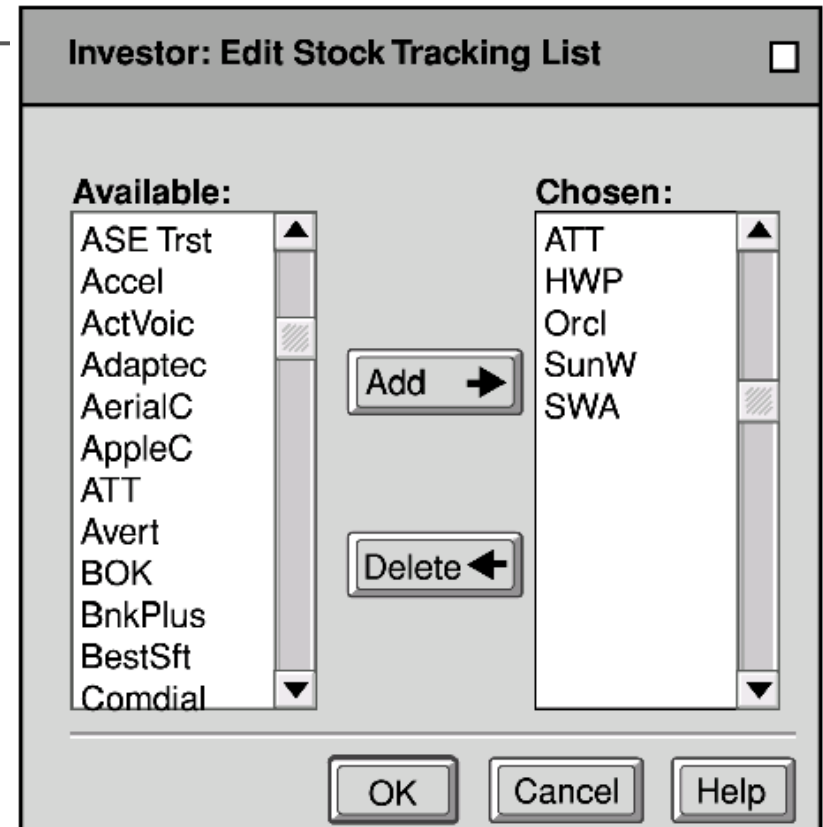 Investor: Edit Stock Tracking List
Available:
ASE Trst
Accel
ActVoic
Adaptec
AerialC
AppleC
ATT
Avert
BOK
BnkPlus
BestSft
Comdial
Add
Delete
Chosen:
ATT
HWP
Orcl
SunW
SWA
OK
Cancel
Help